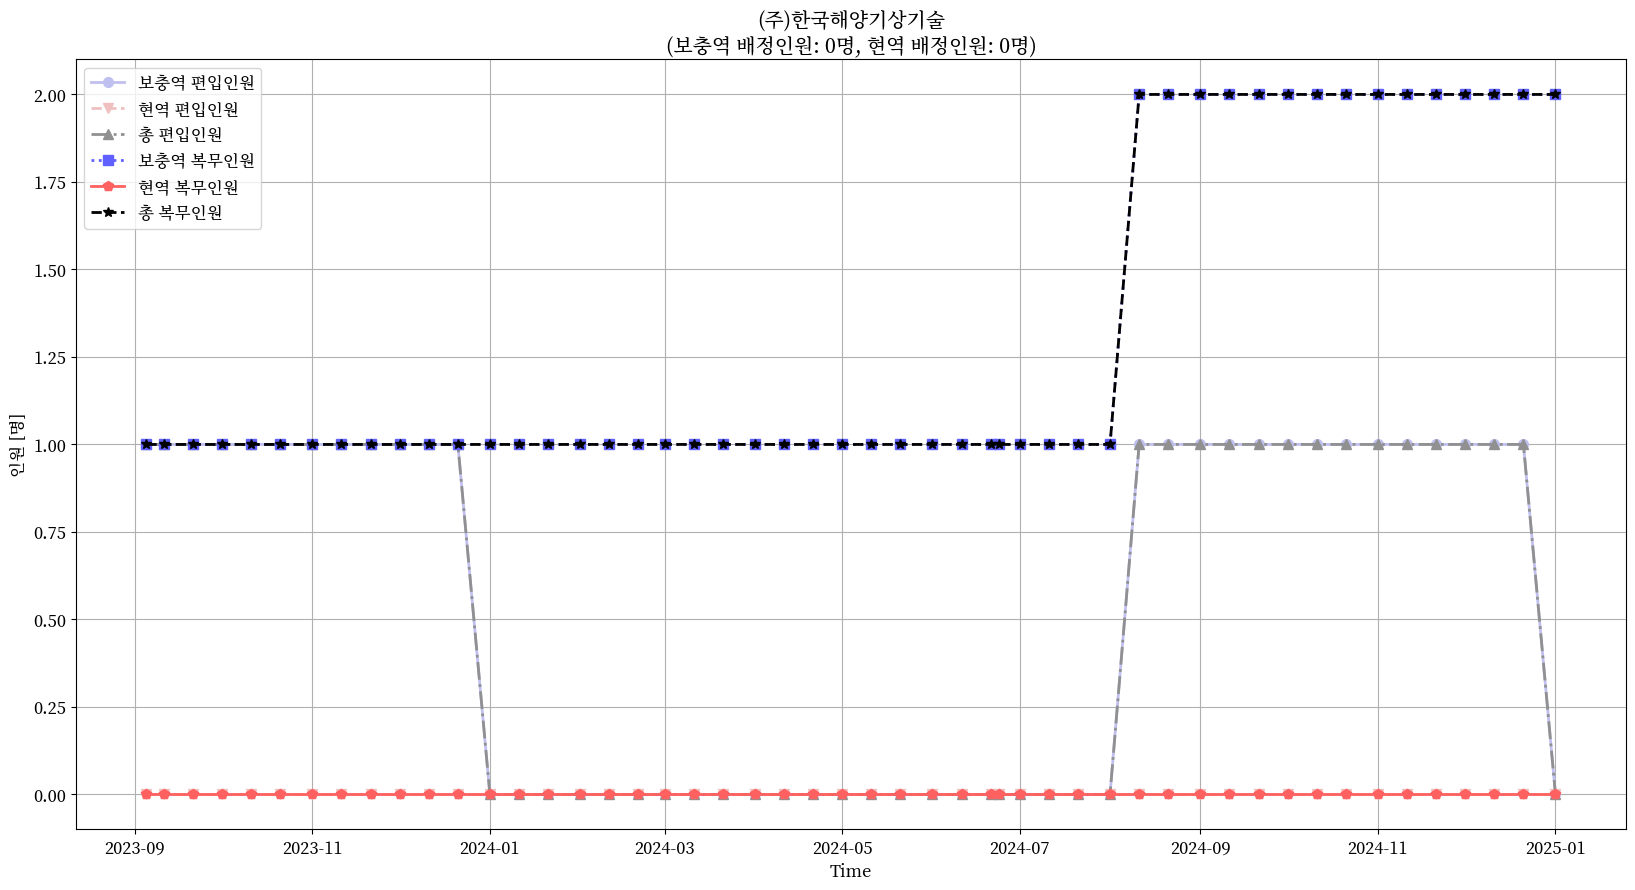 (주)한국해양기상기술
(보충역 배정인원: 0명, 현역 배정인원: 0명)
보충역 편입인원
현역 편입인원
총 편입인원
보충역 복무인원
현역 복무인원
총 복무인원
인원 [명]
2.00
1.75
1.50
1.25
1.00
0.75
0.50
0.25
0.00
2023-09 2023-11 2024-01 2024-03 2024-05 2024-07 2024-09 2024-11 2025-01
Time